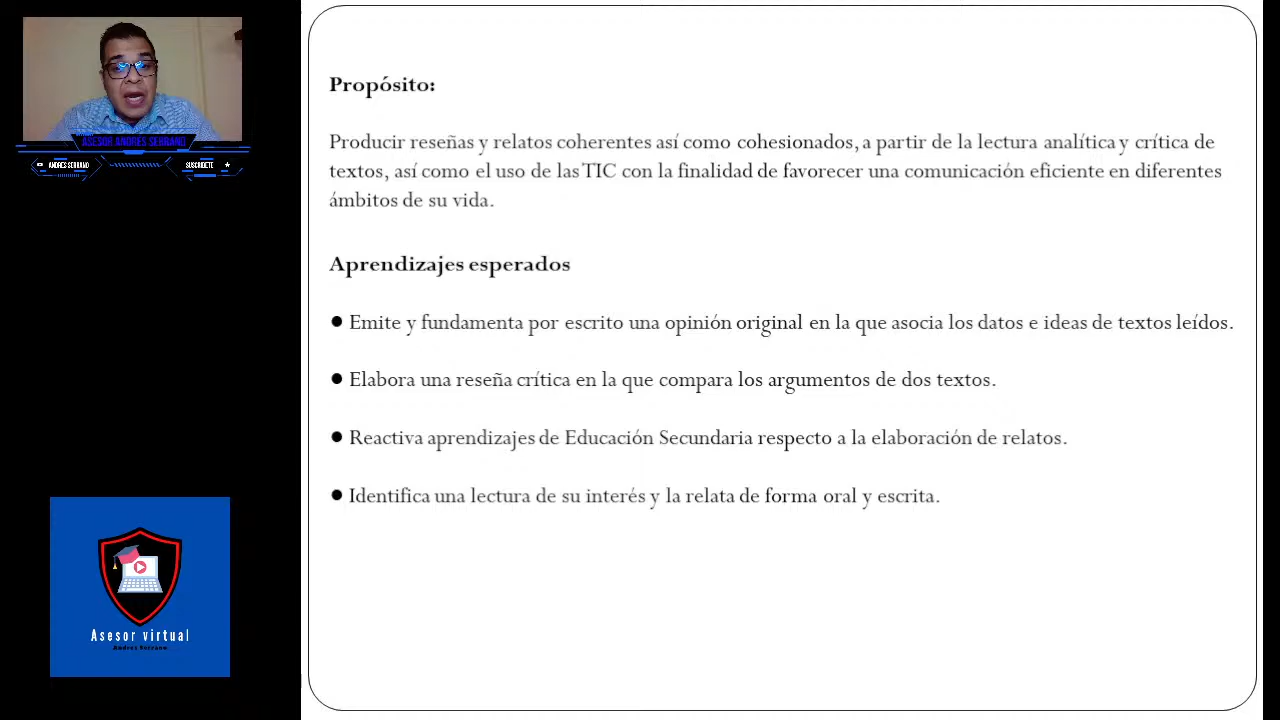 ASESOR ANDRES SERRANO
ANDRES SERRANO
SUSCRIBETE
Propósito:
Producir reseñas y relatos coherentes así como cohesionados, a partir de la lectura analítica y crítica de
textos, así como el uso de las TIC con la finalidad de favorecer una comunicación eficiente en diferentes
ámbitos de su vida.
Aprendizajes esperados
● Emite y fundamenta por escrito una opinión original en la que asocia los datos e ideas de textos leídos.
● Elabora una reseña crítica en la que compara los argumentos de dos textos.
● Reactiva aprendizajes de Educación Secundaria respecto a la elaboración de relatos.
● Identifica una lectura de su interés y la relata de forma oral y escrita.
Asesor virtual
Andres Serrano